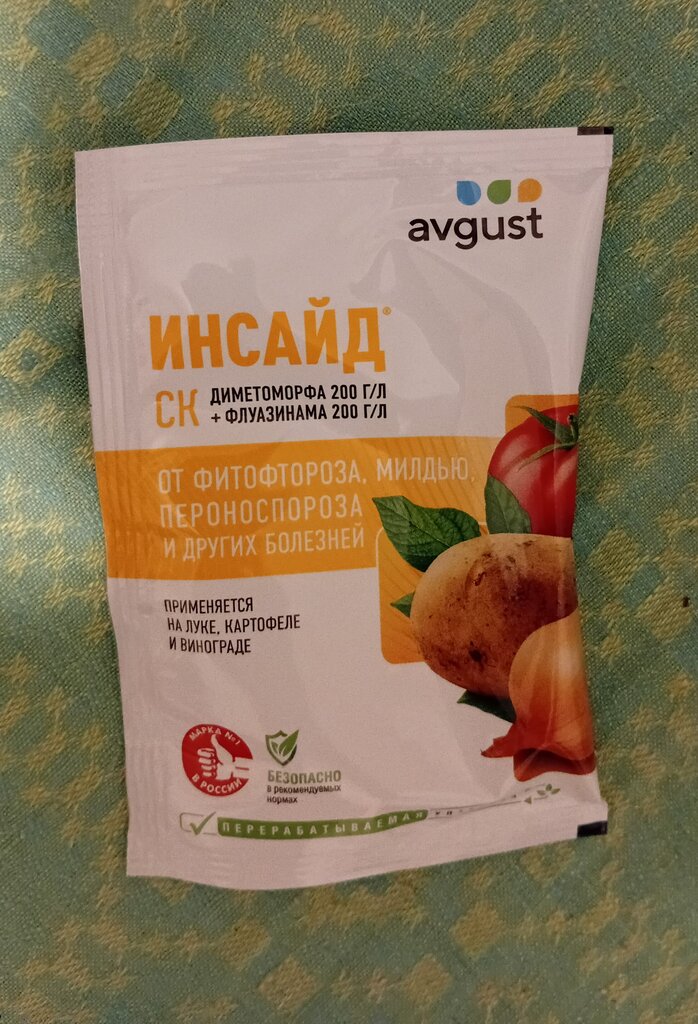 avgust
ИНСАЙД®
СК ДИМЕТОМОРФА 200 Г/Л
+ ФЛУАЗИНАМА 200 Г/Л
ОТ ФИТОФТОРОЗА, МИЛДЬЮ,
ПЕРОНОСПОРОЗА
И ДРУГИХ БОЛЕЗНЕЙ
ПРИМЕНЯЕТСЯ
НА ЛУКЕ, КАРТОФЕЛЕ
И ВИНОГРАДЕ
МАРКА №1
В РОССИИ
БЕЗОПАСНО
в рекомендуемых
нормах
ПЕРЕРАБАТЫВАЕМАЯ